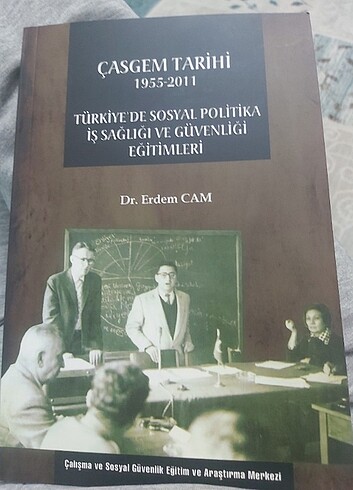 ÇASGEM TARİHİ
1955-2011
TÜRKİYE'DE SOSYAL POLİTİKA
İŞ SAĞLIĞI VE GÜVENLİĞİ
EĞİTİMLERİ
Dr. Erdem CAM
Çalışma ve Sosyal Güvenlik Eğitim ve Araştırma Merkezi